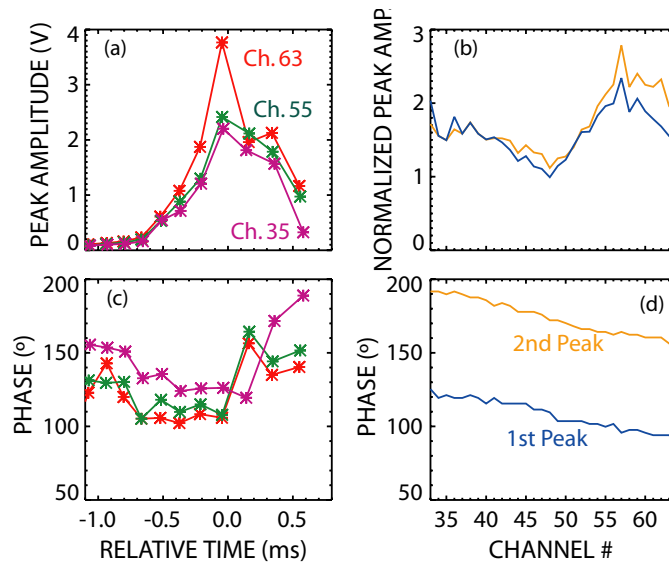 PEAK AMPLITUDE (V)
4
3
2
1
0
(a)
Ch. 63
Ch. 55
Ch. 35
NORMALIZED PEAK AMP.
3
2
1
0
(b)
PHASE (º)
200
150
100
50
(c)
-1.0 -0.5 0.0 0.5
RELATIVE TIME (ms)
PHASE (º)
200
150
100
50
(d)
2nd Peak
1st Peak
35 40 45 50 55 60
CHANNEL #